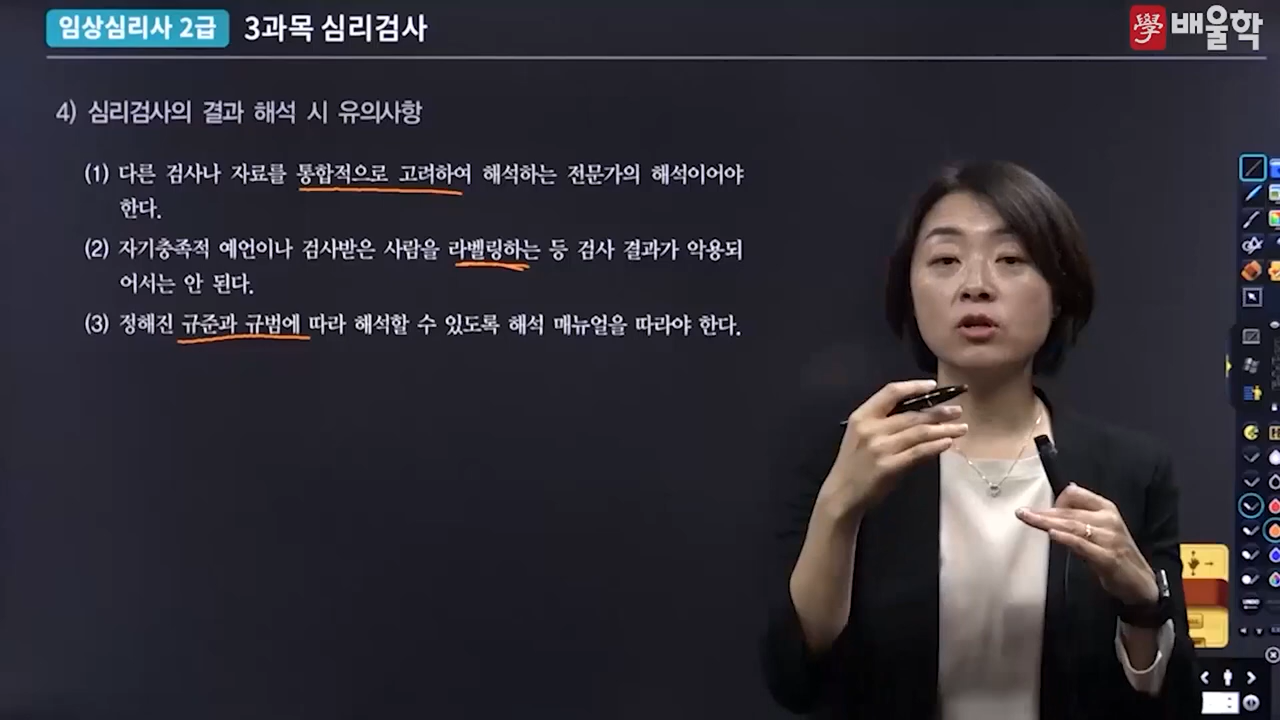 임상심리사 2급 3과목 심리검사
學 배울학
4) 심리검사의 결과 해석 시 유의사항
(1) 다른 검사나 자료를 통합적으로 고려하여 해석하는 전문가의 해석이어야
한다.
(2) 자기충족적 예언이나 검사받은 사람을 라벨링하는 등 검사 결과가 악용되
어서는 안 된다.
(3) 정해진 규준과 규범에 따라 해석할 수 있도록 해석 매뉴얼을 따라야 한다.